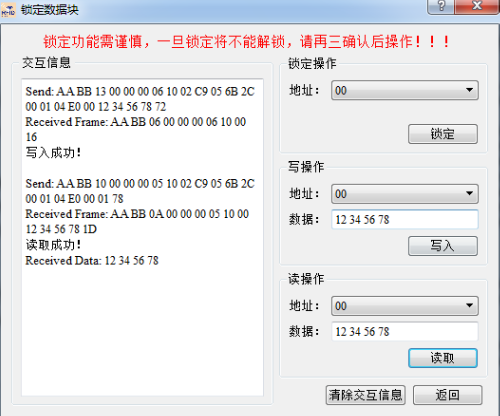 锁定数据块
锁定功能需谨慎，一旦锁定将不能解锁，请再三确认后操作！！！
交互信息
Send: AA BB 13 00 00 00 06 10 02 C9 05 6B 2C
00 01 04 E0 00 12 34 56 78 72
Received Frame: AA BB 06 00 00 00 06 10 00
16
写入成功！
Send: AA BB 10 00 00 00 05 10 02 C9 05 6B 2C
00 01 04 E0 00 01 78
Received Frame: AA BB 0A 00 00 00 05 10 00
12 34 56 78 1D
读取成功！
Received Data: 12 34 56 78
锁定操作
地址： 00
锁定
写操作
地址： 00
数据： 12 34 56 78
写入
读操作
地址： 00
数据： 12 34 56 78
读取
清除交互信息 返回